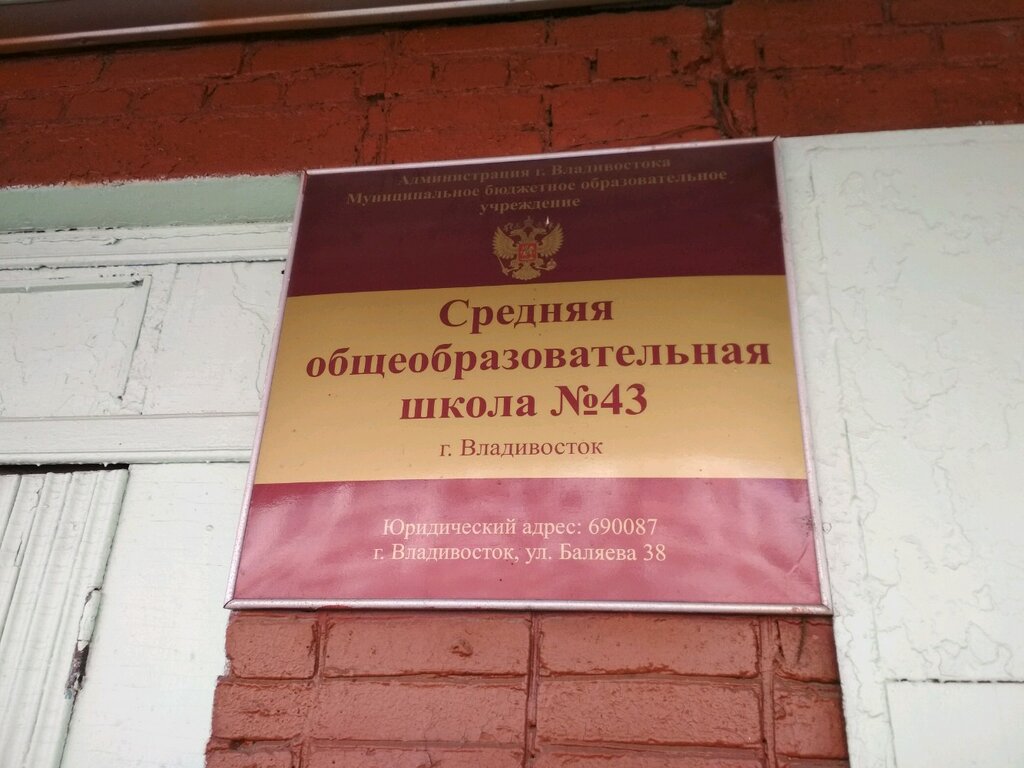 Администрация г. Владивостока
Муниципальное бюджетное образовательное
учреждение
Средняя
общеобразовательная
школа №43
г. Владивосток
Юридический адрес: 690087
г. Владивосток, ул. Баляева 38